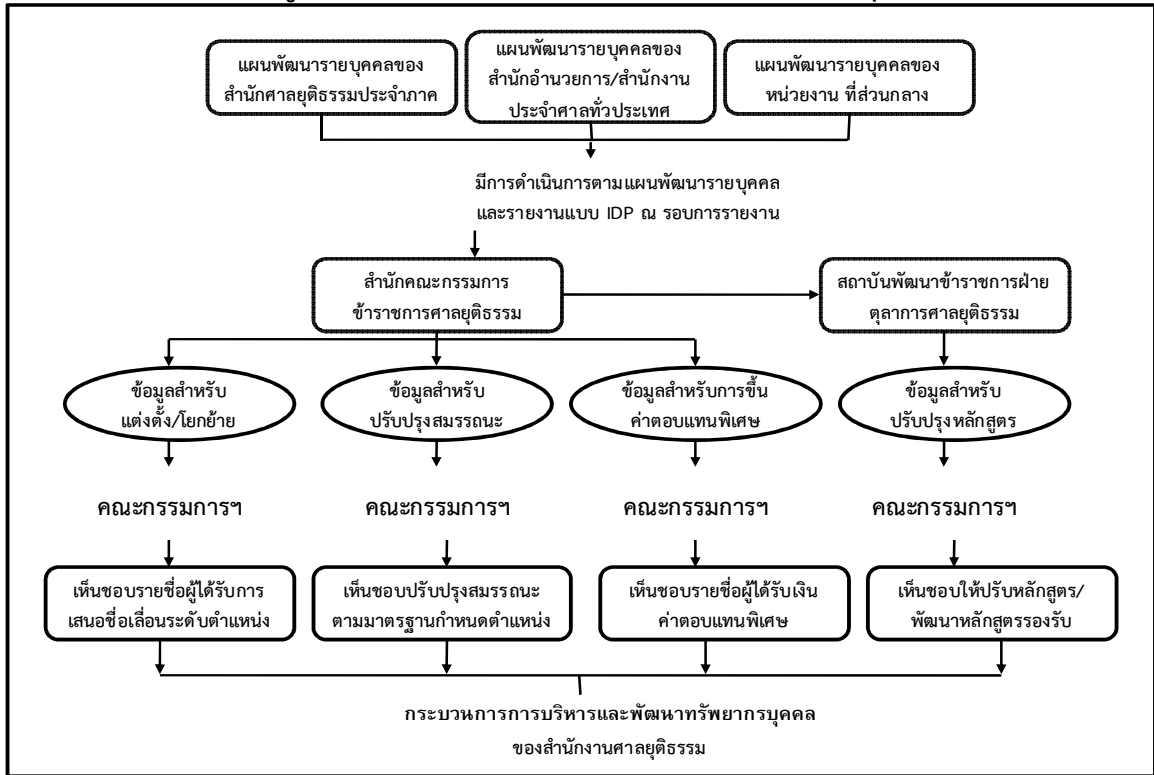 แผนพัฒนารายบุคคลของ
สำนักศาลยุติธรรมประจำภาค
แผนพัฒนารายบุคคลของ
สำนักอำนวยการ/สำนักงาน
ประจำศาลทั่วประเทศ
แผนพัฒนารายบุคคลของ
หน่วยงาน ที่ส่วนกลาง
มีการดำเนินการตามแผนพัฒนารายบุคคล
และรายงานแบบ IDP ณ รอบการรายงาน
สำนักคณะกรรมการ
ข้าราชการศาลยุติธรรม
สถาบันพัฒนาข้าราชการฝ่าย
ตุลาการศาลยุติธรรม
ข้อมูลสำหรับ
แต่งตั้ง/โยกย้าย
ข้อมูลสำหรับ
ปรับปรุงสมรรถนะ
ข้อมูลสำหรับการขึ้น
ค่าตอบแทนพิเศษ
ข้อมูลสำหรับ
ปรับปรุงหลักสูตร
คณะกรรมการฯ
คณะกรรมการฯ
คณะกรรมการฯ
คณะกรรมการฯ
เห็นชอบรายชื่อผู้ได้รับการ
เสนอชื่อเลื่อนระดับตำแหน่ง
เห็นชอบปรับปรุงสมรรถนะ
ตามมาตรฐานกำหนดตำแหน่ง
เห็นชอบรายชื่อผู้ได้รับเงิน
ค่าตอบแทนพิเศษ
เห็นชอบให้ปรับหลักสูตร/
พัฒนาหลักสูตรรองรับ
กระบวนการการบริหารและพัฒนาทรัพยากรบุคคล
ของสำนักงานศาลยุติธรรม